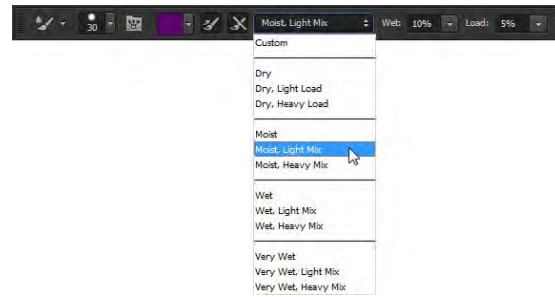 30 Moist, Light Mix Wet: 10% Load: 5%
Custom
Dry
Dry, Light Load
Dry, Heavy Load
Moist
Moist, Light Mix
Moist, Heavy Mix
Wet
Wet, Light Mix
Wet, Heavy Mix
Very Wet
Very Wet, Light Mix
Very Wet, Heavy Mix